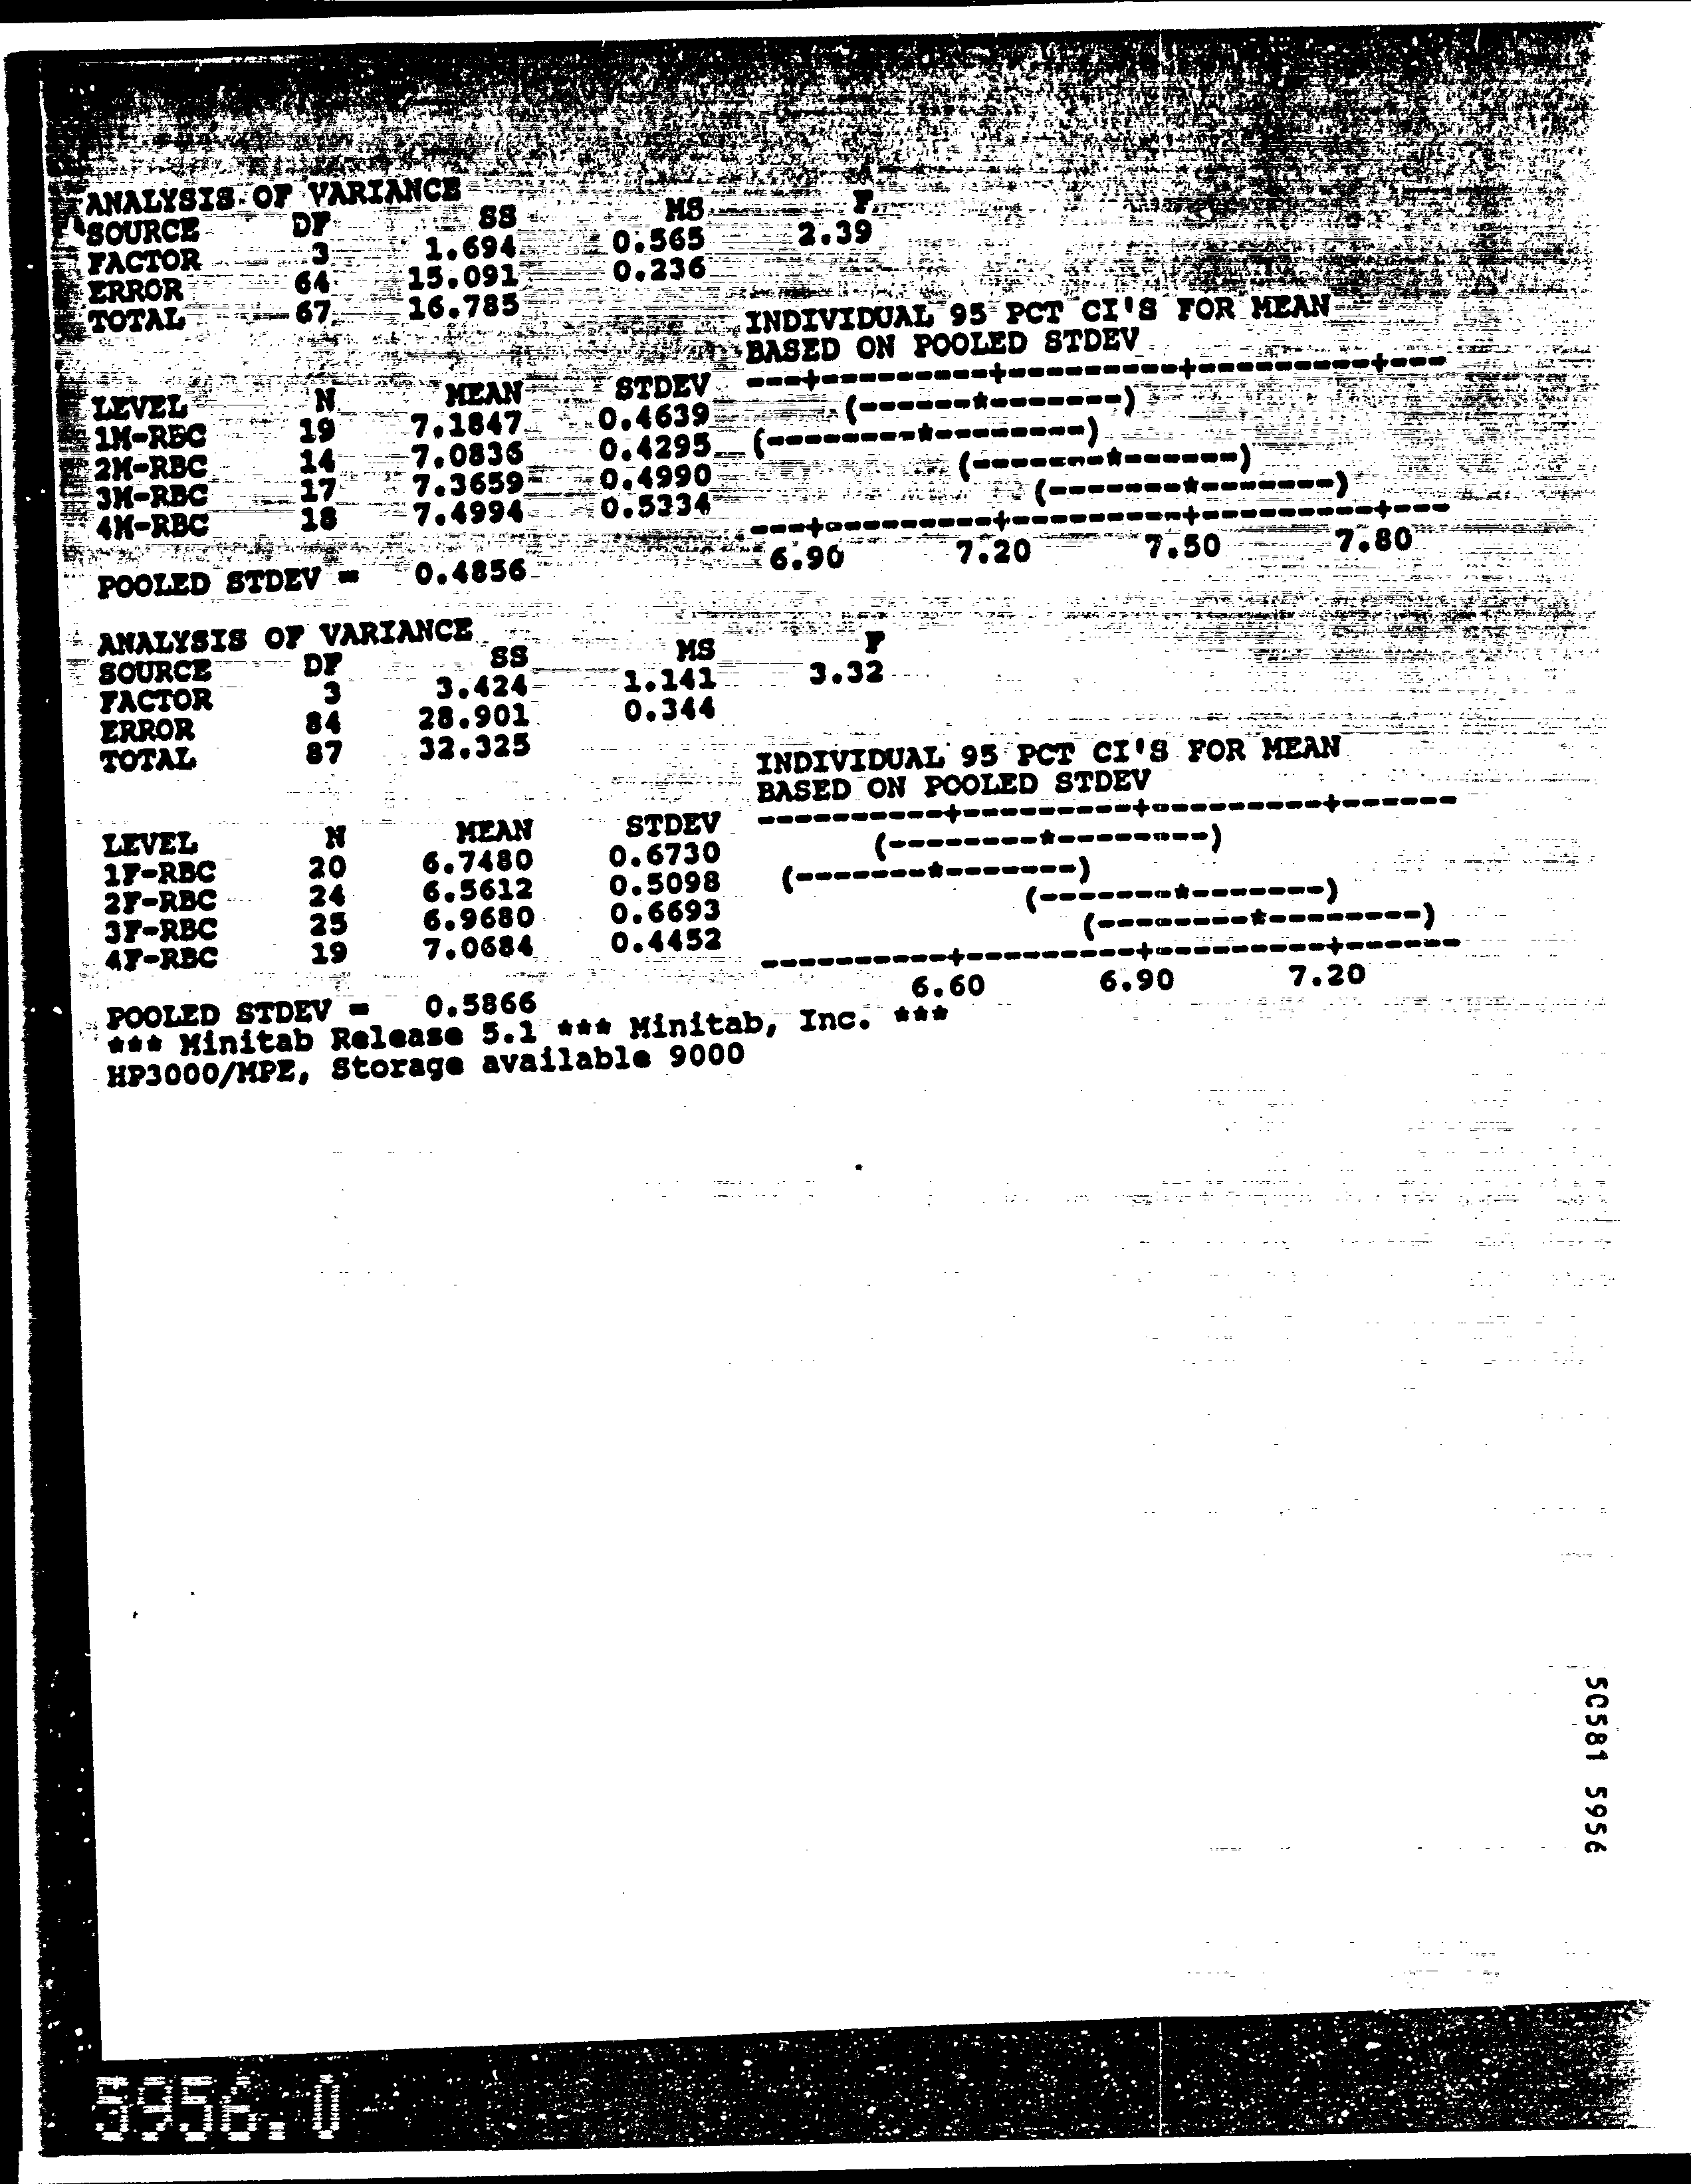 ANALYSIS OF VARIANCE
SOURCE DF SS MS F
FACTOR 3 1.694 0.565 2.39
ERROR 64 15.091 0.236
TOTAL 67 16.785
INDIVIDUAL 95 PCT CI'S FOR MEAN
BASED ON POOLED STDEV
LEVEL N MEAN STDEV ---+---------+---------+---------+---
1M-RBC 19 7.1847 0.4639 (------*-------)
2M-RBC 14 7.0836 0.4295 (--------*--------)
3M-RBC 17 7.3659 0.4990 (-------*------)
4M-RBC 18 7.4994 0.5334 (-------*-------)
---+---------+---------+---------+---
POOLED STDEV = 0.4856 6.90 7.20 7.50 7.80
ANALYSIS OF VARIANCE
SOURCE DF SS MS F
FACTOR 3 3.424 1.141 3.32
ERROR 84 28.901 0.344
TOTAL 87 32.325
INDIVIDUAL 95 PCT CI'S FOR MEAN
BASED ON POOLED STDEV
LEVEL N MEAN STDEV ----------+---------+---------+------
1F-RBC 20 6.7480 0.6730 (--------*--------)
2F-RBC 24 6.5612 0.5098 (-------*-------)
3F-RBC 25 6.9680 0.6693 (-------*-------)
4F-RBC 19 7.0684 0.4452 (--------*--------)
----------+---------+---------+------
POOLED STDEV = 0.5866 6.60 6.90 7.20
*** Minitab Release 5.1 *** Minitab, Inc. ***
HP3000/MPE, Storage available 9000
50581 5956
5956.0